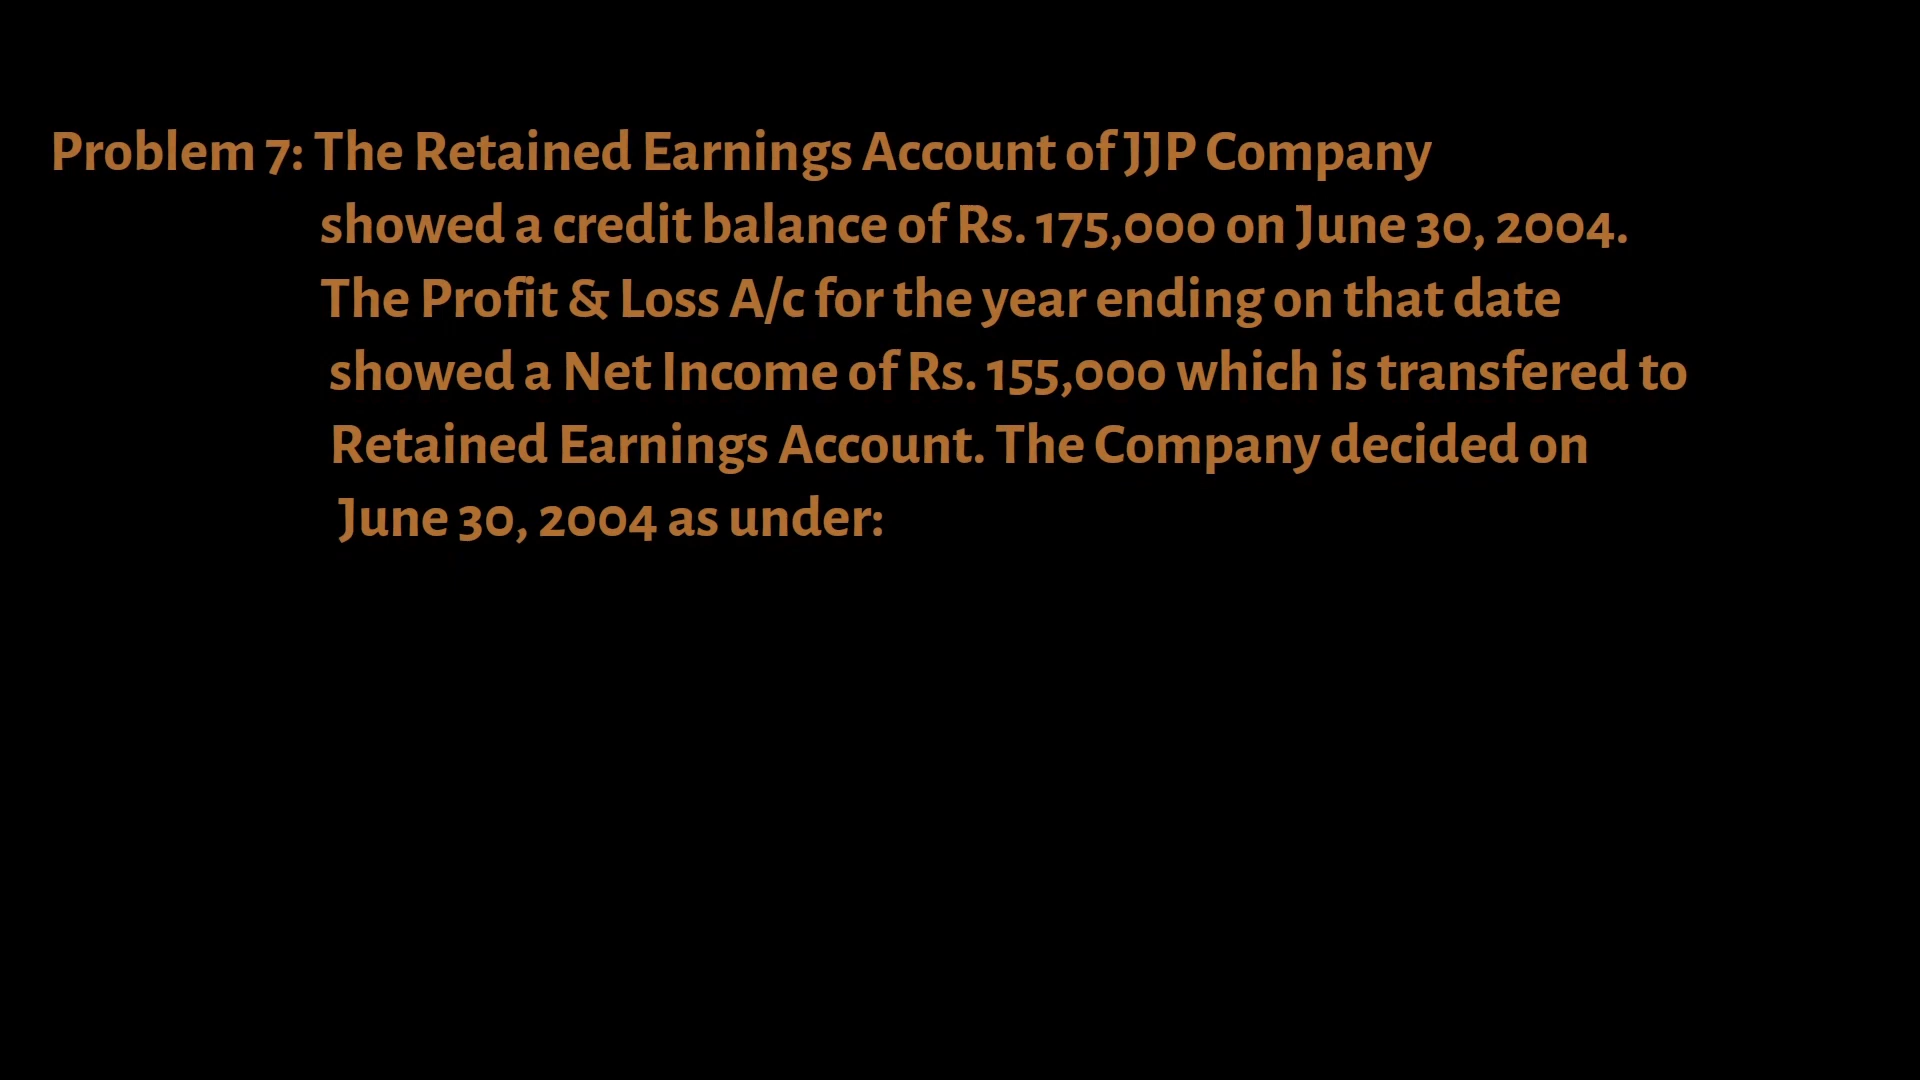 Problem 7: The Retained Earnings Account of JJP Company
showed a credit balance of Rs. 175,000 on June 30, 2004.
The Profit & Loss A/c for the year ending on that date
showed a Net Income of Rs. 155,000 which is transfered to
Retained Earnings Account. The Company decided on
June 30, 2004 as under: